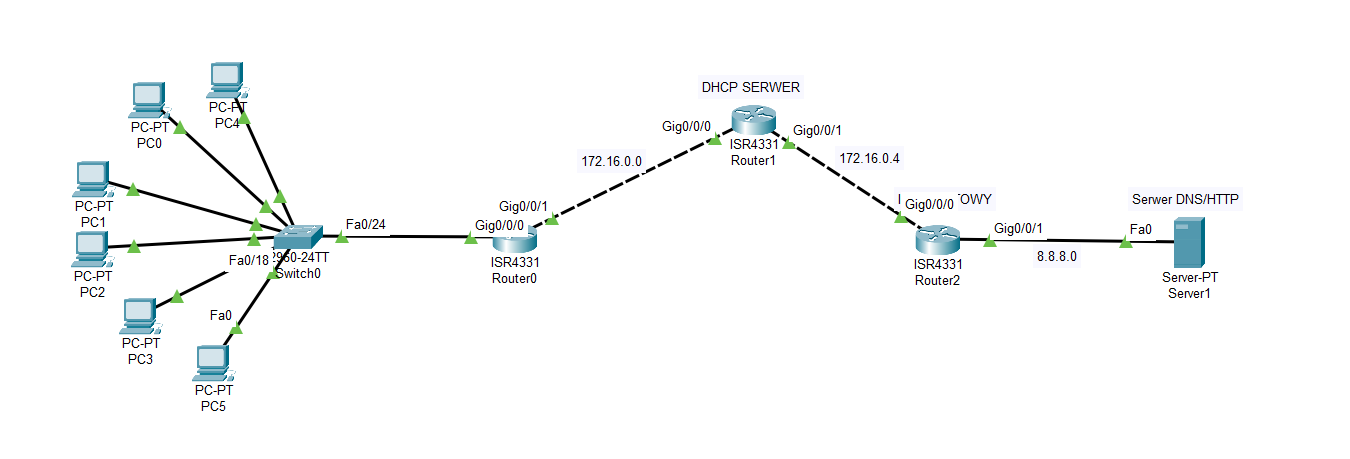 PC-PT
PC4
PC-PT
PC0
PC-PT
PC1
PC-PT
PC2
PC-PT
PC3
Fa0
PC-PT
PC5
Fa0/18
2960-24TT
Switch0
Fa0/24
Gig0/0/0
Gig0/0/1
ISR4331
Router0
172.16.0.0
DHCP SERWER
Gig0/0/0
Gig0/0/1
ISR4331
Router1
172.16.0.4
OWY
Gig0/0/0
Gig0/0/1
ISR4331
Router2
8.8.8.0
Serwer DNS/HTTP
Fa0
Server-PT
Server1